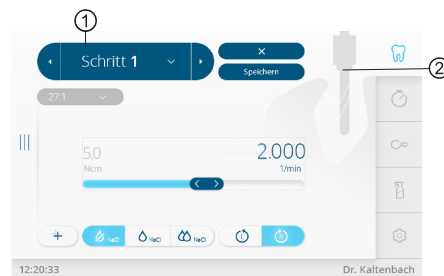 1
Schritt 1
×
Speichern
2
Z7:1
5.0
Ncm
2.000
1/min
+
NaCl
NaCl
NaCl
L
R
12:20:33
Dr. Kaltenbach